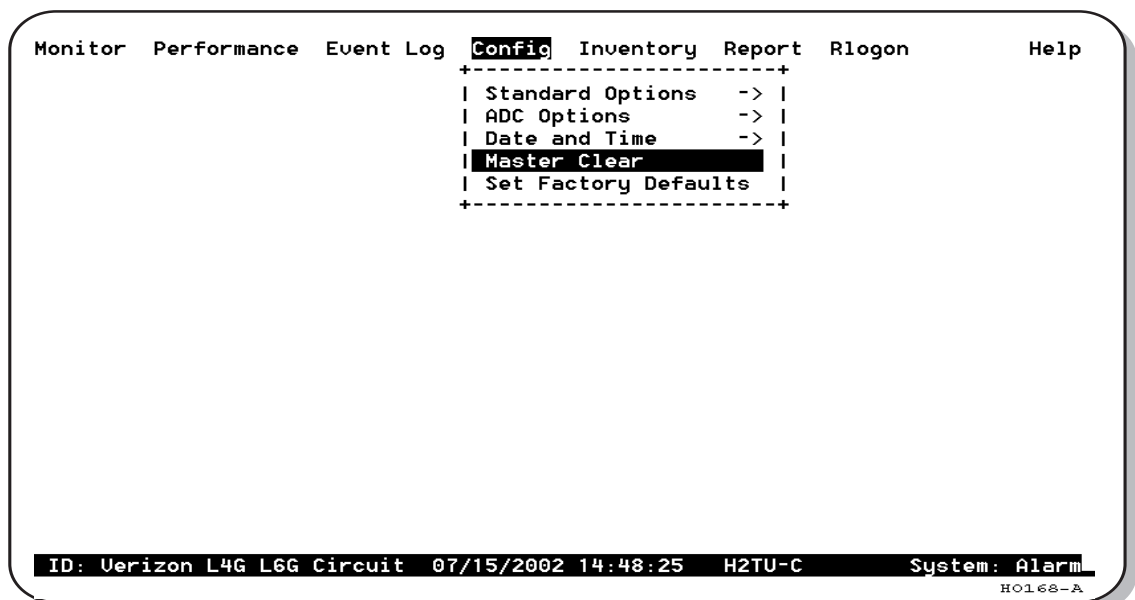 Monitor Performance Event Log Config Inventory Report Rlogon Help
+-----------------------+
| Standard Options -> |
| ADC Options -> |
| Date and Time -> |
| Master Clear |
| Set Factory Defaults |
+-----------------------+
ID: Verizon L4G L6G Circuit 07/15/2002 14:48:25 H2TU-C System: Alarm
H0168-A